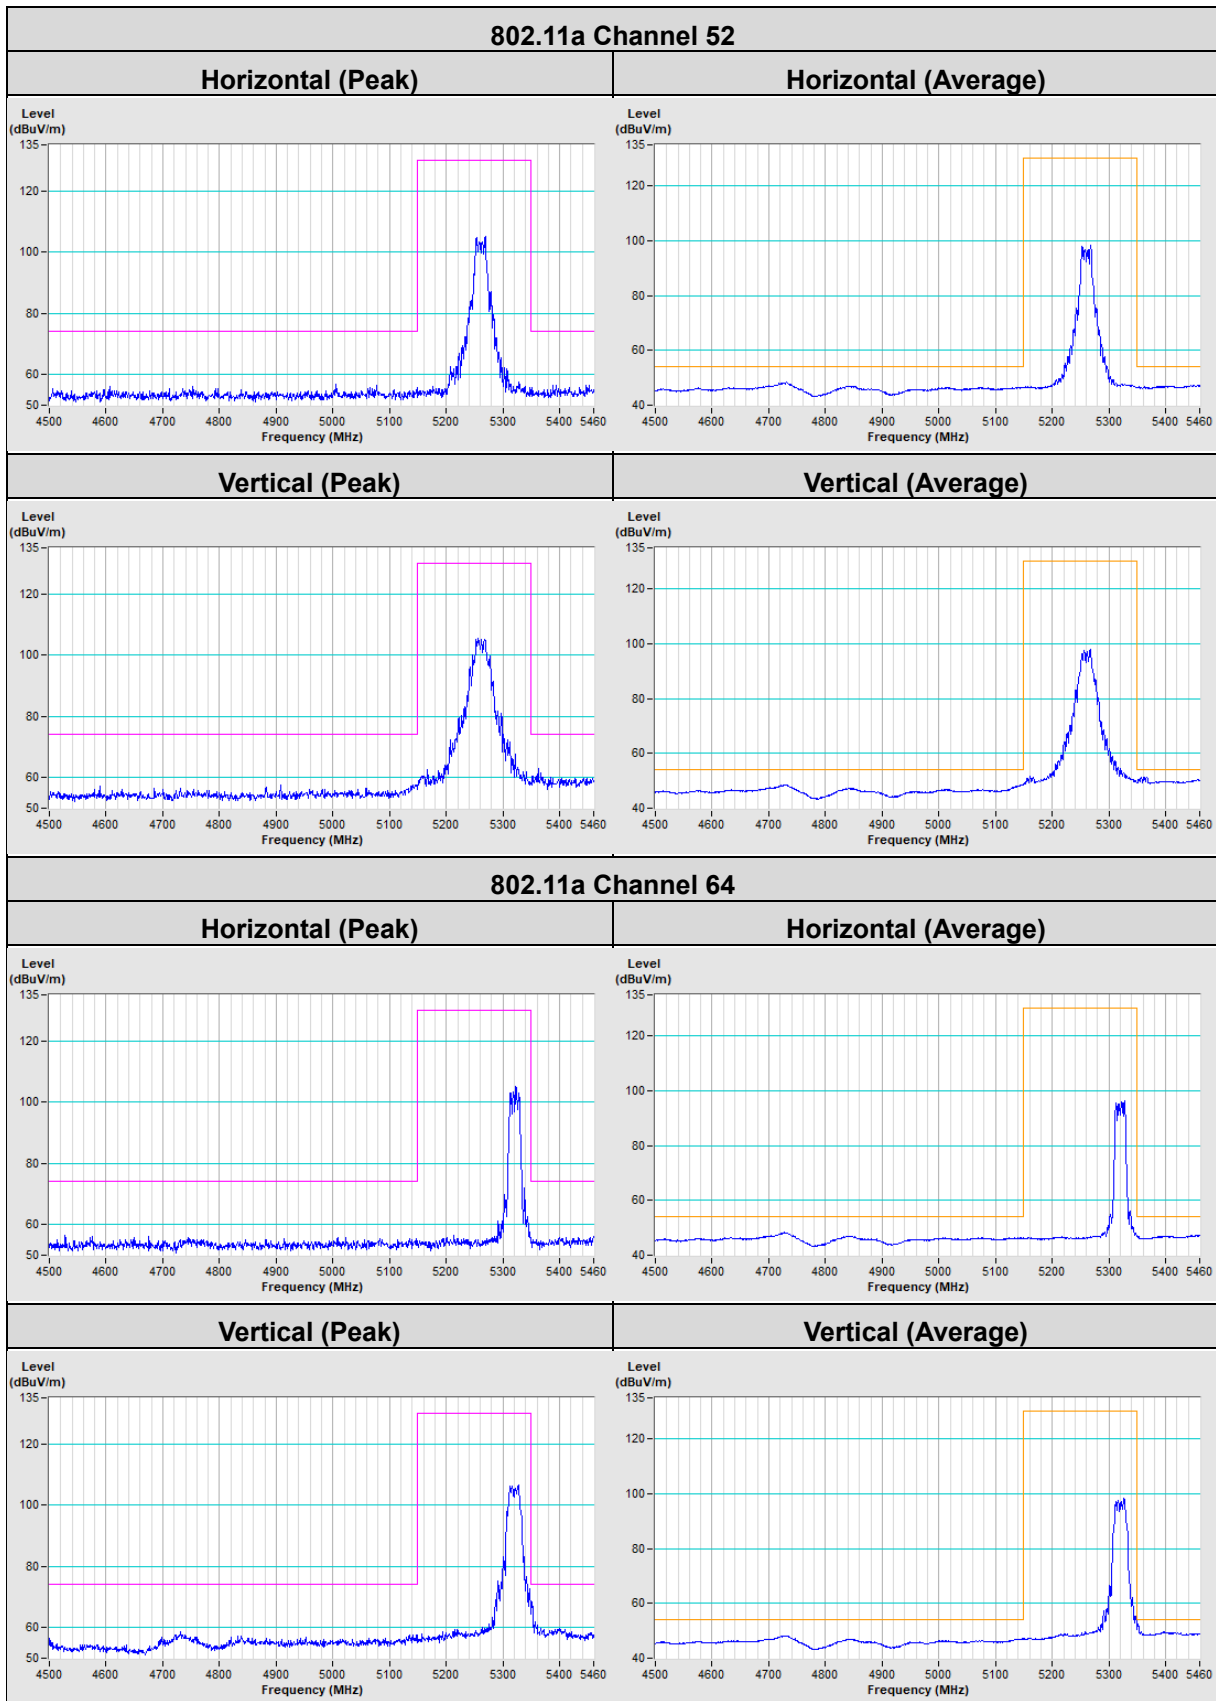 802.11a Channel 52
Horizontal (Peak) Horizontal (Average)
Level Level
(dBuV/m) (dBuV/m)
135 135
120 120
100 100
80 80
60 60
50 40
4500 4600 4700 4800 4900 5000 5100 5200 5300 5400 5460 4500 4600 4700 4800 4900 5000 5100 5200 5300 5400 5460
Frequency (MHz) Frequency (MHz)
Vertical (Peak) Vertical (Average)
Level Level
(dBuV/m) (dBuV/m)
135 135
120 120
100 100
80 80
60 60
50 40
4500 4600 4700 4800 4900 5000 5100 5200 5300 5400 5460 4500 4600 4700 4800 4900 5000 5100 5200 5300 5400 5460
Frequency (MHz) Frequency (MHz)
802.11a Channel 64
Horizontal (Peak) Horizontal (Average)
Level Level
(dBuV/m) (dBuV/m)
135 135
120 120
100 100
80 80
60 60
50 40
4500 4600 4700 4800 4900 5000 5100 5200 5300 5400 5460 4500 4600 4700 4800 4900 5000 5100 5200 5300 5400 5460
Frequency (MHz) Frequency (MHz)
Vertical (Peak) Vertical (Average)
Level Level
(dBuV/m) (dBuV/m)
135 135
120 120
100 100
80 80
60 60
50 40
4500 4600 4700 4800 4900 5000 5100 5200 5300 5400 5460 4500 4600 4700 4800 4900 5000 5100 5200 5300 5400 5460
Frequency (MHz) Frequency (MHz)